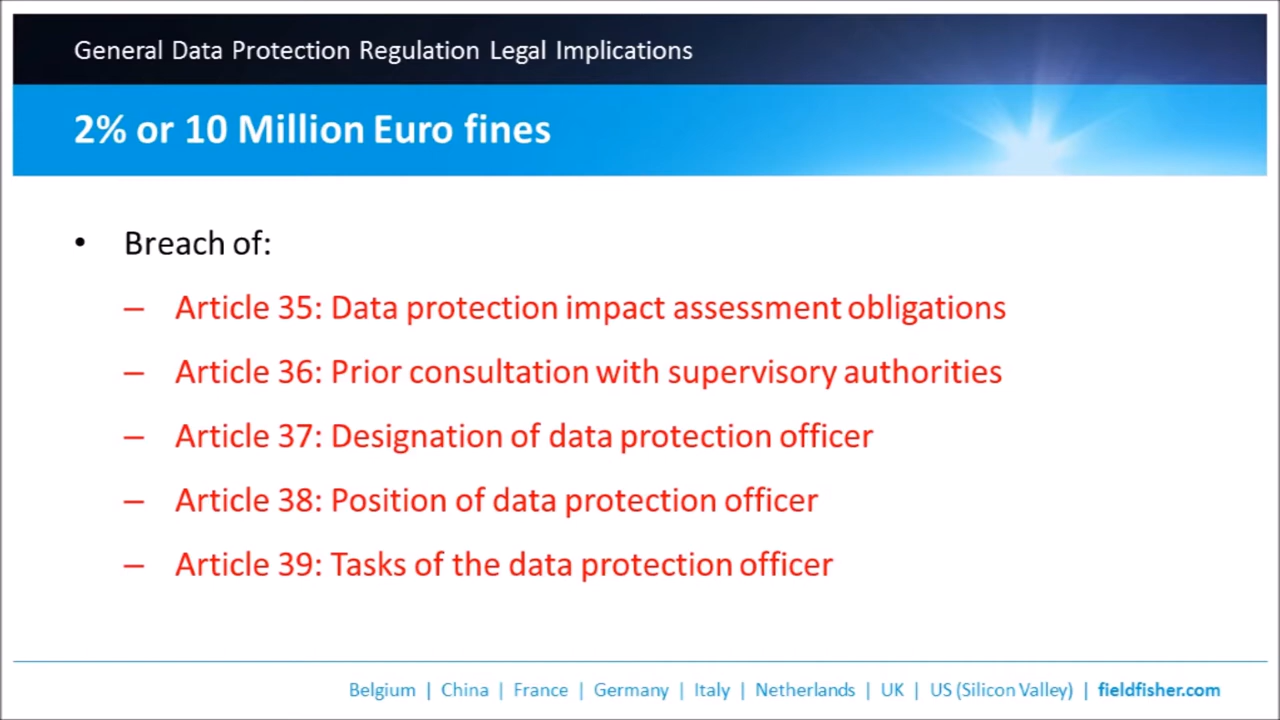 General Data Protection Regulation Legal Implications
2% or 10 Million Euro fines
• Breach of:
– Article 35: Data protection impact assessment obligations
– Article 36: Prior consultation with supervisory authorities
– Article 37: Designation of data protection officer
– Article 38: Position of data protection officer
– Article 39: Tasks of the data protection officer
Belgium | China | France | Germany | Italy | Netherlands | UK | US (Silicon Valley) | fieldfisher.com